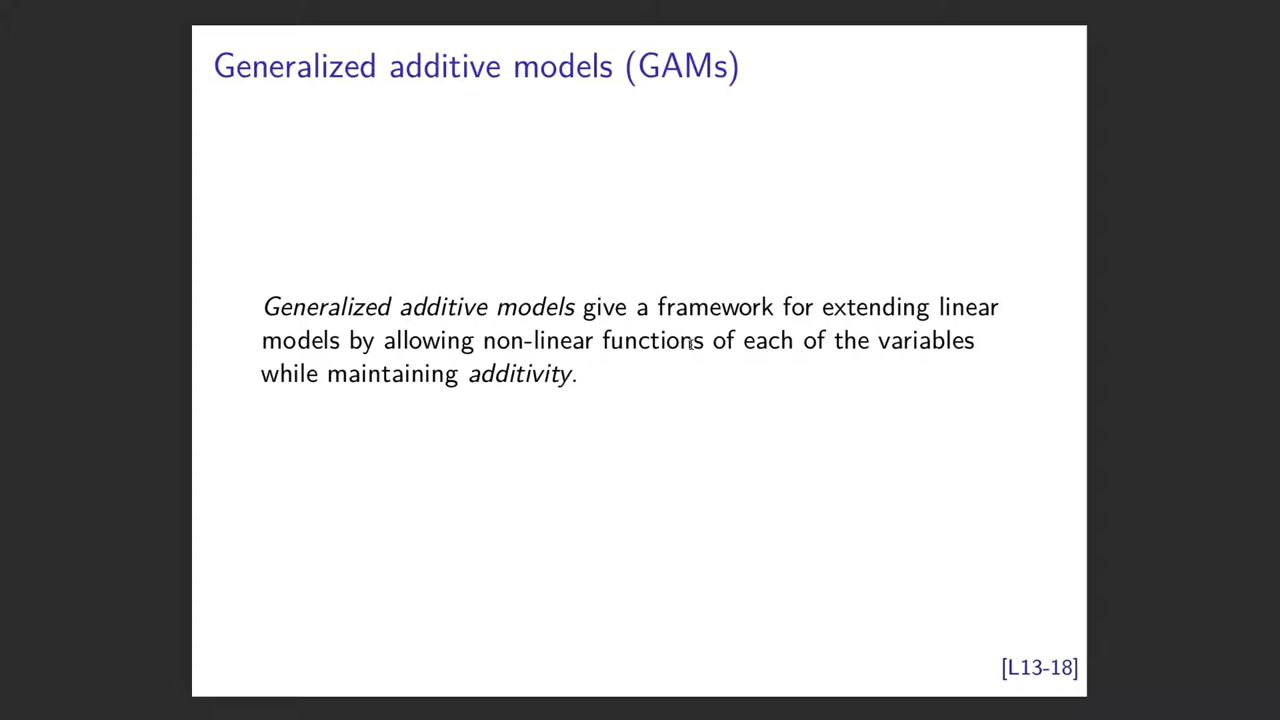 Generalized additive models (GAMs)
Generalized additive models give a framework for extending linear
models by allowing non-linear functions of each of the variables
while maintaining additivity.
[L13-18]